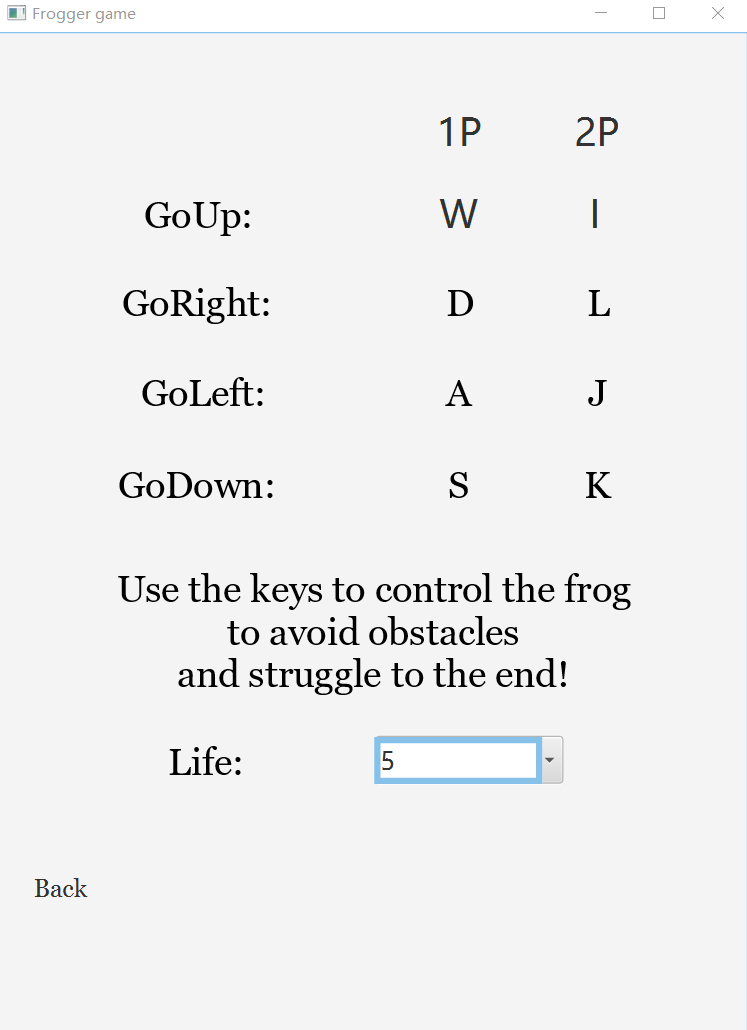 Frogger game
1P 2P
GoUp: W I
GoRight: D L
GoLeft: A J
GoDown: S K
Use the keys to control the frog
to avoid obstacles
and struggle to the end!
Life: 5
Back